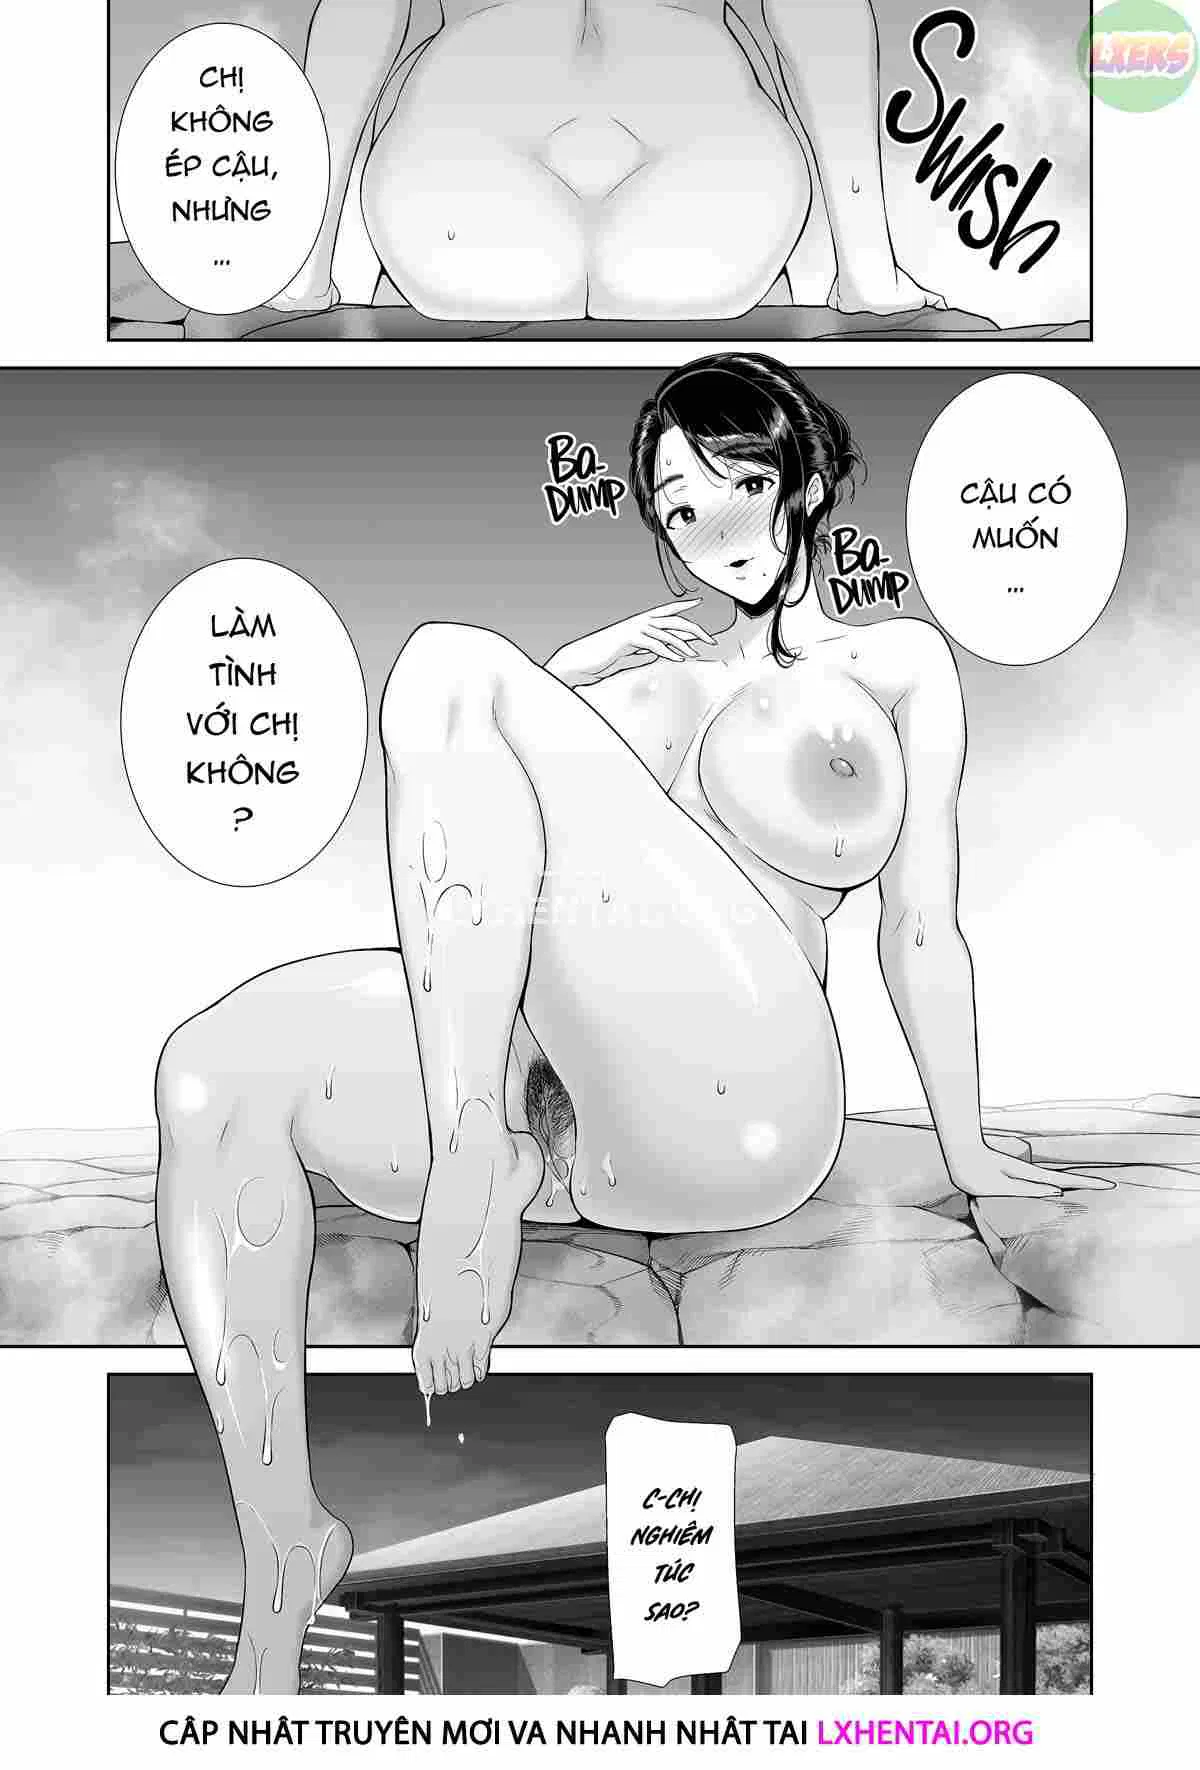 LXERS
CHỊ
KHÔNG
ÉP CẬU,
NHƯNG
...
SWISH
BA-
DUMP
CẬU CÓ
MUỐN
...
BA-
DUMP
LÀM
TÌNH
VỚI CHỊ
KHÔNG
?
C-CHỊ
NGHIÊM
TÚC
SAO?
CẬP NHẬT TRUYỆN MỚI VÀ NHANH NHẤT TẠI LXHENTAI.ORG